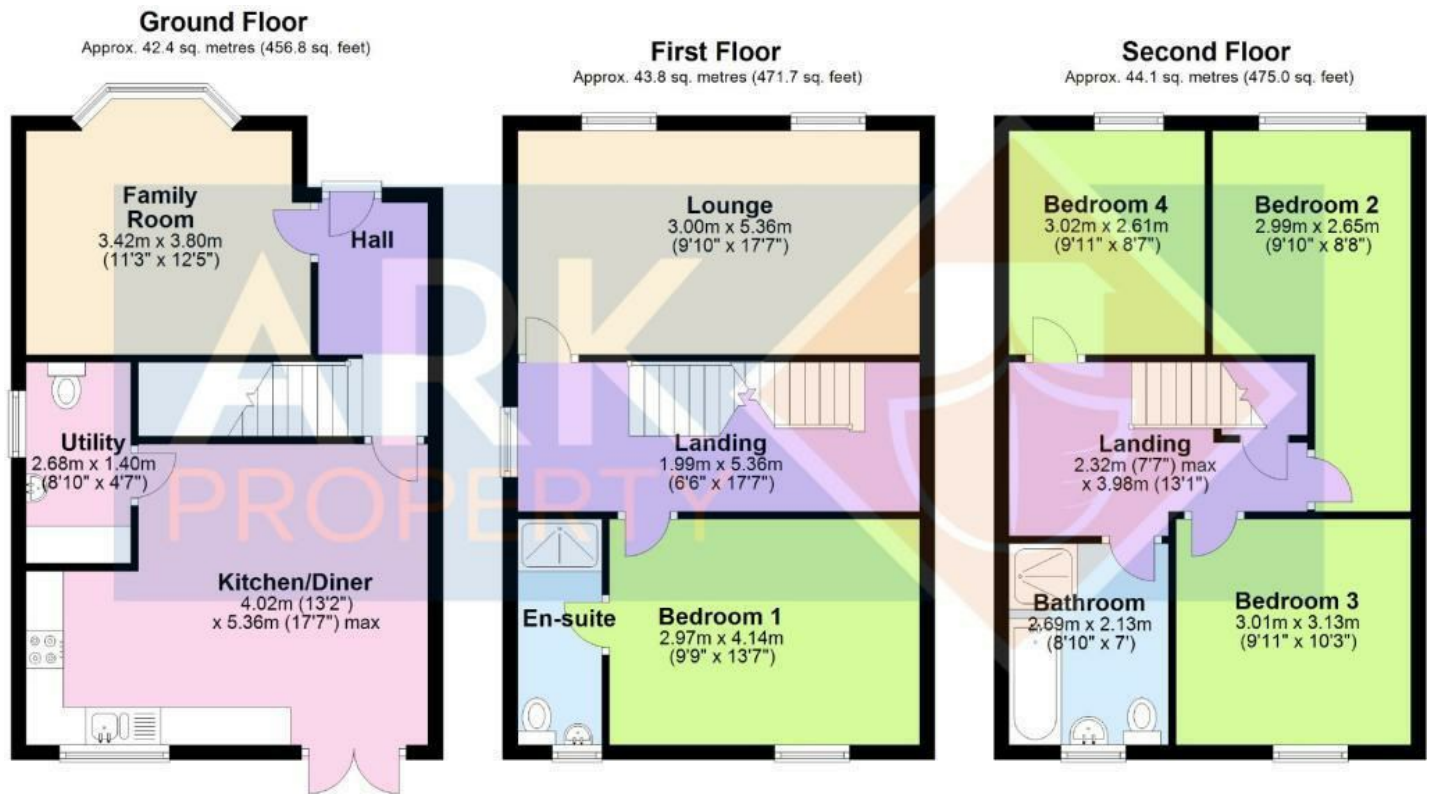 Ground Floor
Approx. 42.4 sq. metres (456.8 sq. feet)
Family
Room
3.42m x 3.80m
(11'3" x 12'5")
Hall
Utility
2.68m x 1.40m
(8'10" x 4'7")
Kitchen/Diner
4.02m (13'2")
x 5.36m (17'7") max
First Floor
Approx. 43.8 sq. metres (471.7 sq. feet)
Lounge
3.00m x 5.36m
(9'10" x 17'7")
Landing
1.99m x 5.36m
(6'6" x 17'7")
En-suite
Bedroom 1
2.97m x 4.14m
(9'9" x 13'7")
Second Floor
Approx. 44.1 sq. metres (475.0 sq. feet)
Bedroom 4
3.02m x 2.61m
(9'11" x 8'7")
Bedroom 2
2.99m x 2.65m
(9'10" x 8'8")
Landing
2.32m (7'7") max
x 3.98m (13'1")
Bathroom
2.69m x 2.13m
(8'10" x 7')
Bedroom 3
3.01m x 3.13m
(9'11" x 10'3")
ARK
PROPERTY